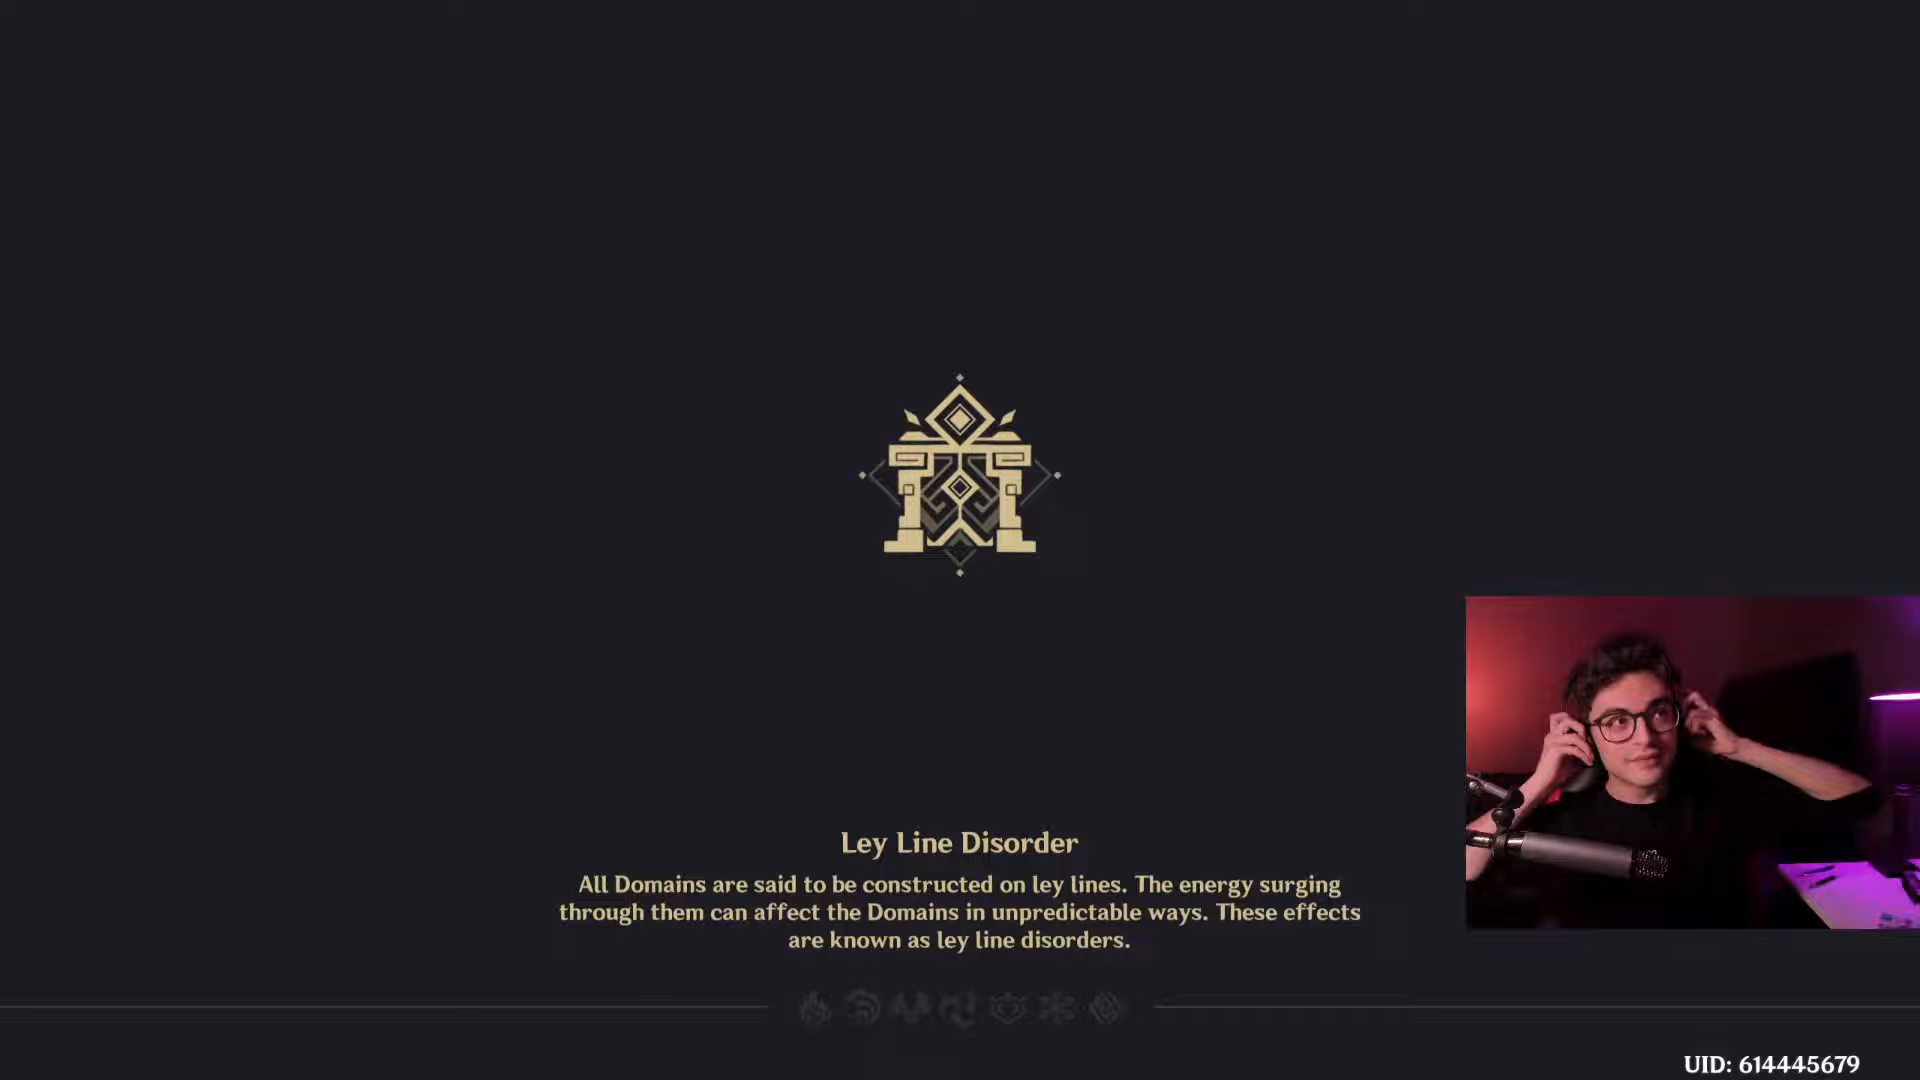 Ley Line Disorder
All Domains are said to be constructed on ley lines. The energy surging
through them can affect the Domains in unpredictable ways. These effects
are known as ley line disorders.
UID: 614445679